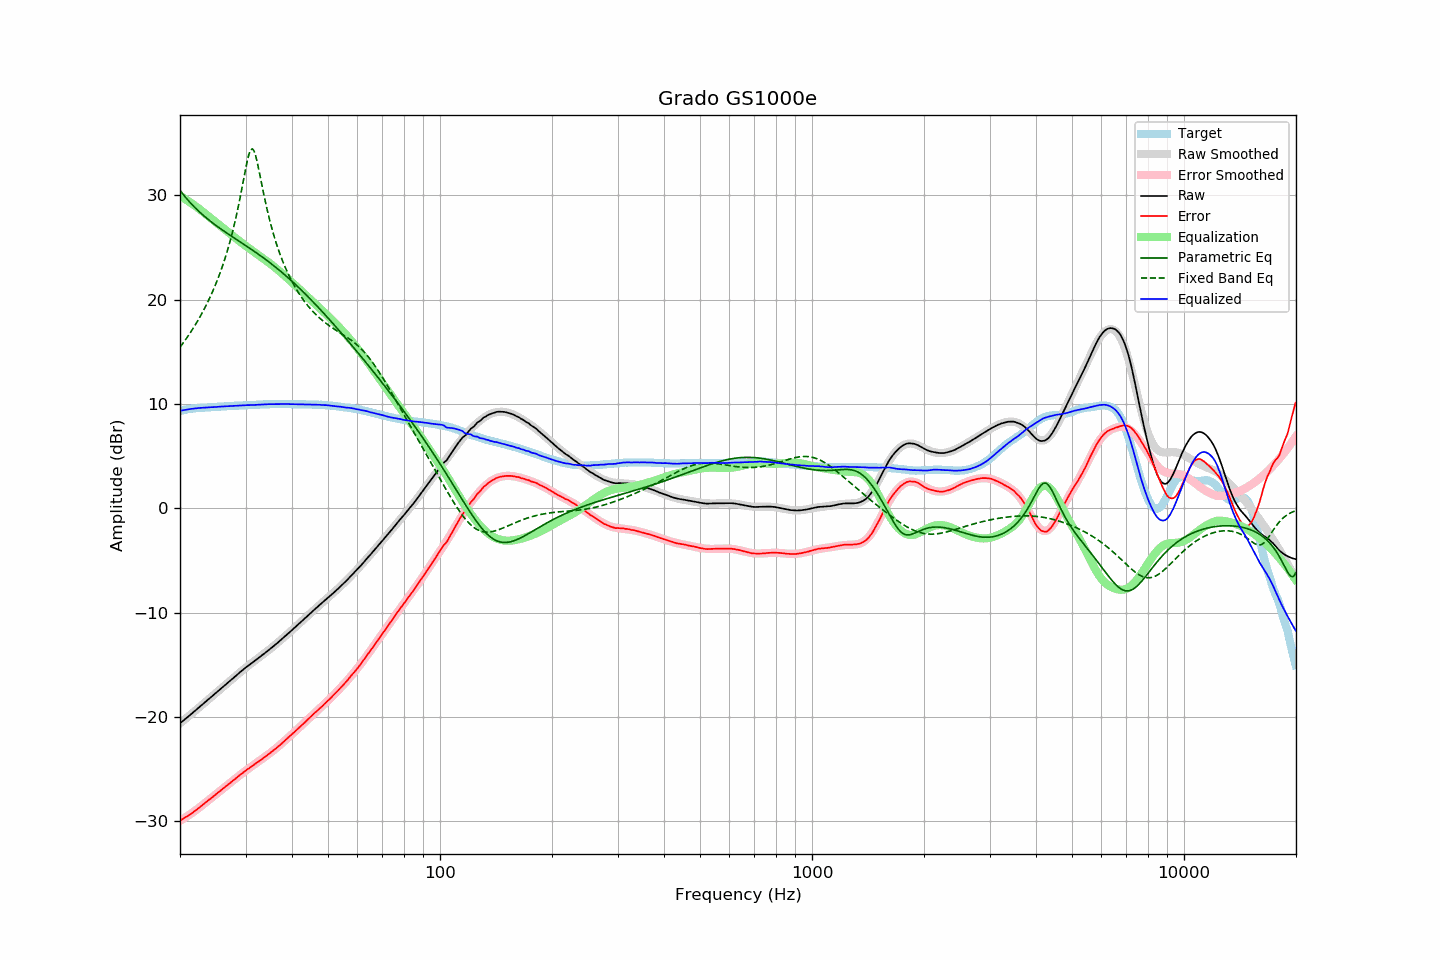 Grado GS1000e
Target
Raw Smoothed
Error Smoothed
Raw
Error
Equalization
Parametric Eq
Fixed Band Eq
Equalized
Amplitude (dBr)
30
20
10
0
−10
−20
−30
100
1000
10000
Frequency (Hz)